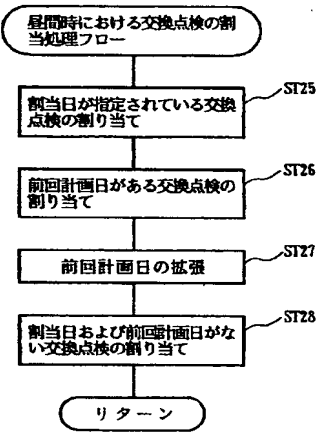 昼間時における交換点検の割
当処理フロー
ST25
割当日が指定されている交換
点検の割り当て
ST26
前回計画日がある交換点検の
割り当て
ST27
前回計画日の拡張
ST28
割当日および前回計画日がな
い交換点検の割り当て
リターン